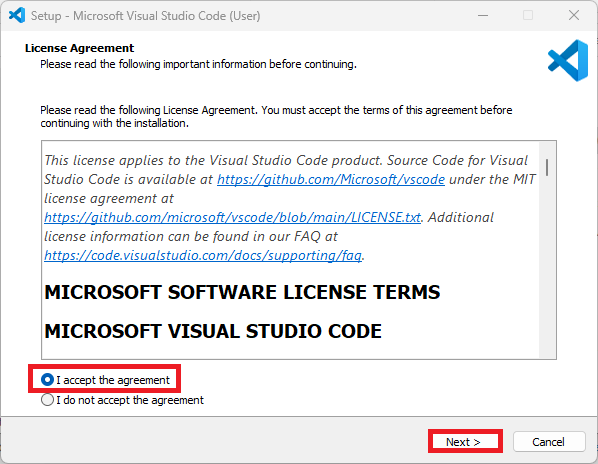 Setup - Microsoft Visual Studio Code (User)
License Agreement
Please read the following important information before continuing.
Please read the following License Agreement. You must accept the terms of this agreement before
continuing with the installation.
This license applies to the Visual Studio Code product. Source Code for Visual
Studio Code is available at https://github.com/Microsoft/vscode under the MIT
license agreement at
https://github.com/microsoft/vscode/blob/main/LICENSE.txt. Additional
license information can be found in our FAQ at
https://code.visualstudio.com/docs/supporting/faq.
MICROSOFT SOFTWARE LICENSE TERMS
MICROSOFT VISUAL STUDIO CODE
I accept the agreement
I do not accept the agreement
Next >
Cancel